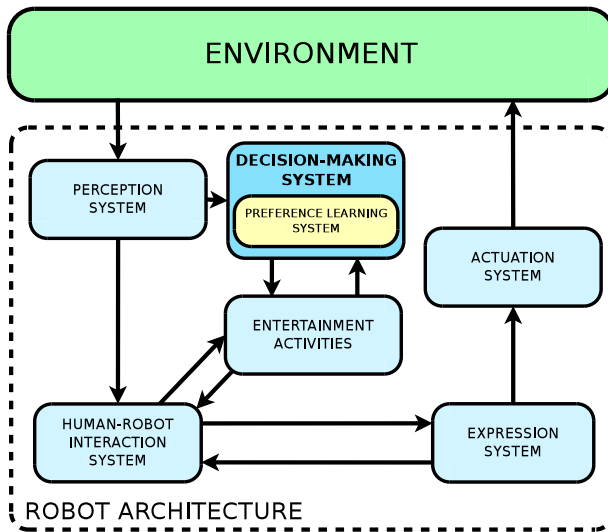 ENVIRONMENT
PERCEPTION
SYSTEM
DECISION-MAKING
SYSTEM
PREFERENCE LEARNING
SYSTEM
ACTUATION
SYSTEM
ENTERTAINMENT
ACTIVITIES
HUMAN-ROBOT
INTERACTION
SYSTEM
EXPRESSION
SYSTEM
ROBOT ARCHITECTURE